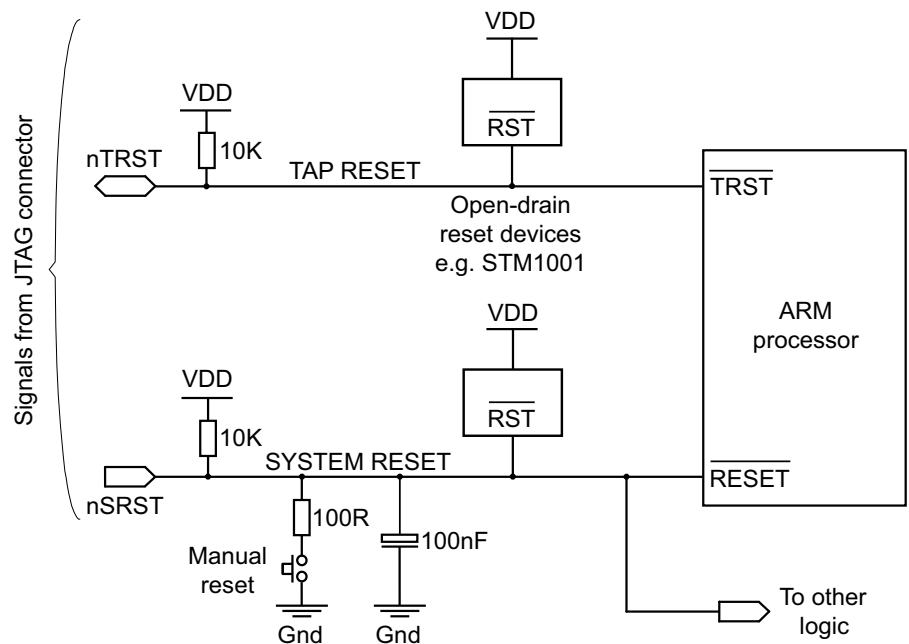 Signals from JTAG connector
VDD
VDD
10K
RST
nTRST
TAP RESET
TRST
Open-drain
reset devices
e.g. STM1001
ARM
processor
VDD
VDD
10K
RST
SYSTEM RESET
RESET
nSRST
100R
100nF
Manual
reset
Gnd
Gnd
To other
logic